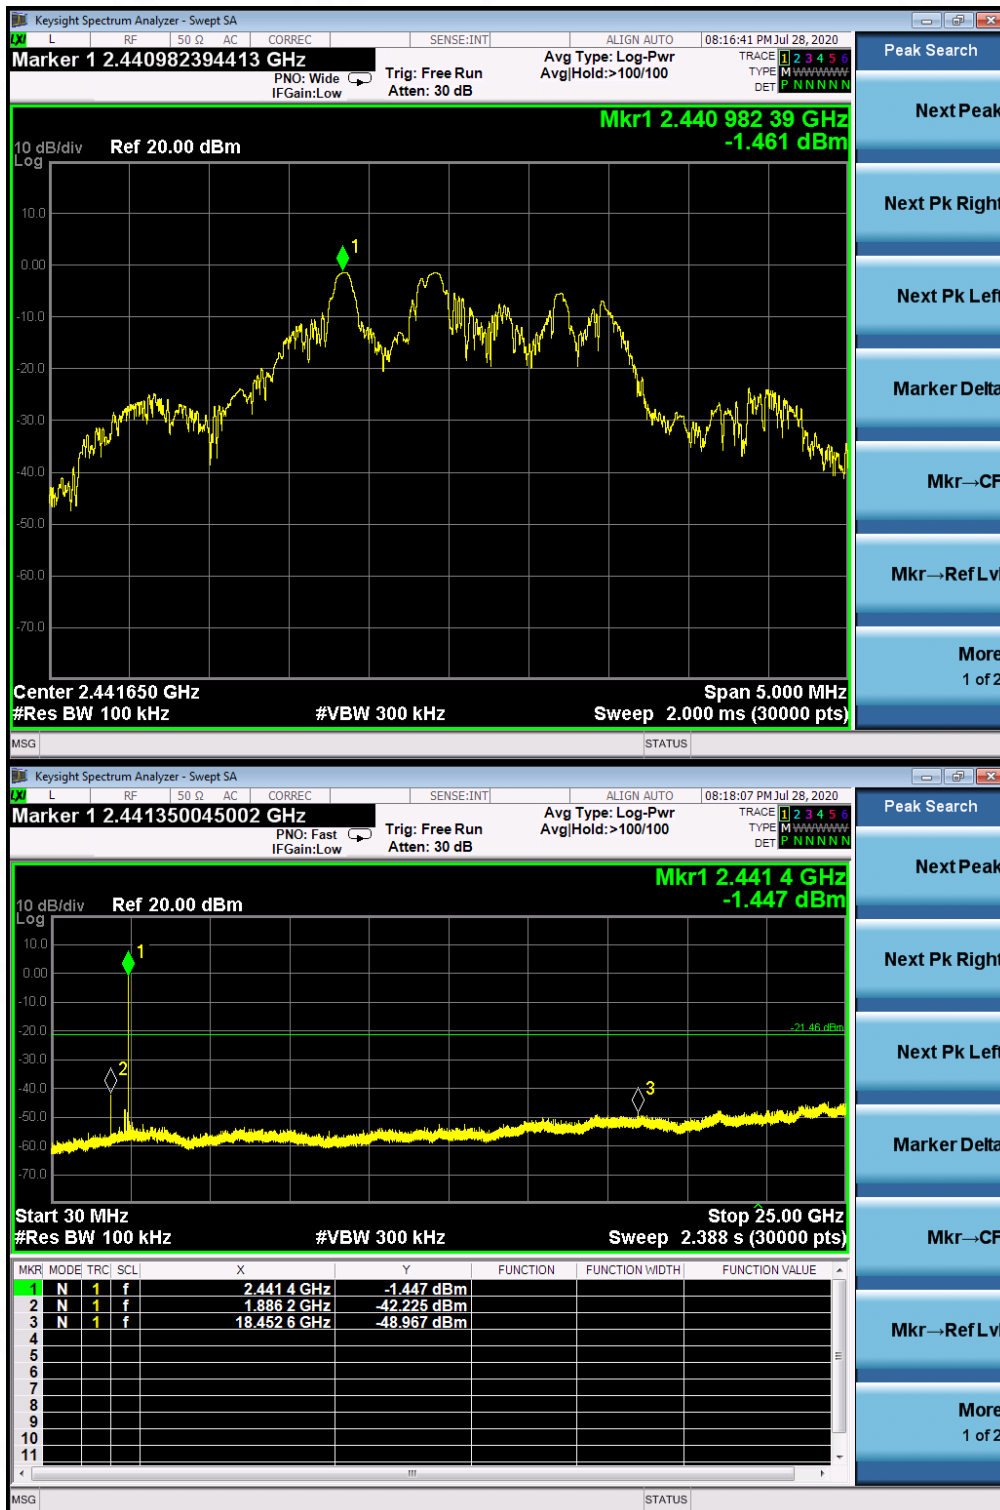 Keysight Spectrum Analyzer - Swept SA
LXI L RF 50 Ω AC CORREC SENSE:INT ALIGN AUTO 08:16:41 PM Jul 28, 2020
Marker 1 2.440982394413 GHz
PNO: Wide
IFGain:Low
Trig: Free Run
Atten: 30 dB
Avg Type: Log-Pwr
Avg|Hold:>100/100
TRACE 1 2 3 4 5 6
TYPE M WWWWW
DET P N N N N N
Peak Search
Mkr1 2.440 982 39 GHz
-1.461 dBm
10 dB/div Ref 20.00 dBm
Log
10.0
0.00
-10.0
-20.0
-30.0
-40.0
-50.0
-60.0
-70.0
1
Center 2.441650 GHz Span 5.000 MHz
#Res BW 100 kHz #VBW 300 kHz Sweep 2.000 ms (30000 pts)
MSG STATUS
Next Peak
Next Pk Right
Next Pk Left
Marker Delta
Mkr→CF
Mkr→Ref Lvl
More
1 of 2
Keysight Spectrum Analyzer - Swept SA
LXI L RF 50 Ω AC CORREC SENSE:INT ALIGN AUTO 08:18:07 PM Jul 28, 2020
Marker 1 2.441350045002 GHz
PNO: Fast
IFGain:Low
Trig: Free Run
Atten: 30 dB
Avg Type: Log-Pwr
Avg|Hold:>100/100
TRACE 1 2 3 4 5 6
TYPE M WWWWW
DET P N N N N N
Peak Search
Mkr1 2.441 4 GHz
-1.447 dBm
10 dB/div Ref 20.00 dBm
Log
10.0
0.00
-10.0
-20.0
-30.0
-40.0
-50.0
-60.0
-70.0
1
2
3
-21.46 dBm
Start 30 MHz Stop 25.00 GHz
#Res BW 100 kHz #VBW 300 kHz Sweep 2.388 s (30000 pts)
MKR MODE TRC SCL X Y FUNCTION FUNCTION WIDTH FUNCTION VALUE
1 N 1 f 2.441 4 GHz -1.447 dBm
2 N 1 f 1.886 2 GHz -42.225 dBm
3 N 1 f 18.452 6 GHz -48.967 dBm
4
5
6
7
8
9
10
11
MSG STATUS
Next Peak
Next Pk Right
Next Pk Left
Marker Delta
Mkr→CF
Mkr→Ref Lvl
More
1 of 2